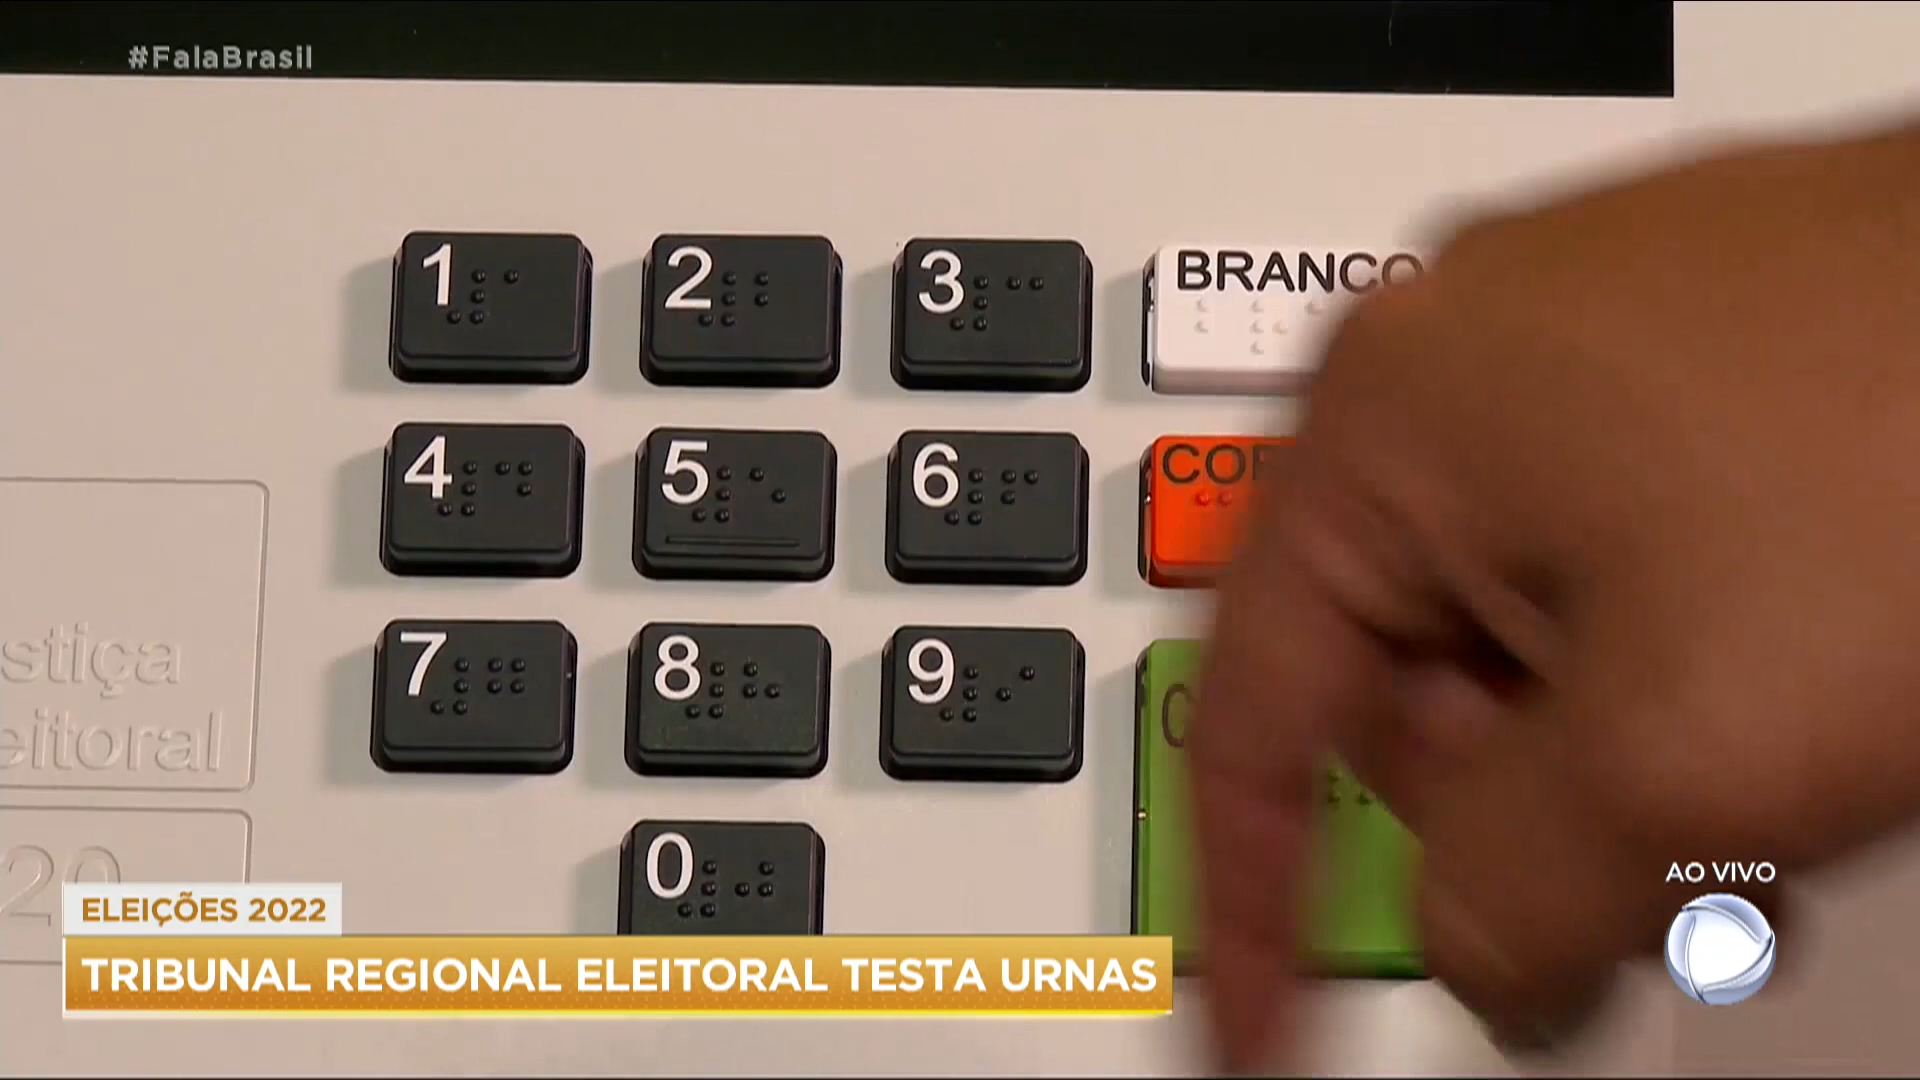 #FalaBrasil
1 2 3 BRANCO
4 5 6
7 8 9
0
ELEIÇÕES 2022
TRIBUNAL REGIONAL ELEITORAL TESTA URNAS
AO VIVO